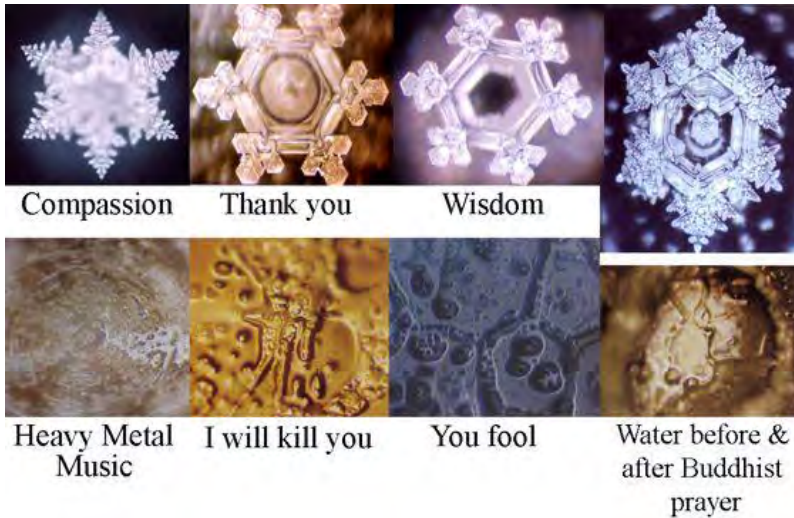 Compassion
Thank you
Wisdom
Heavy Metal
Music
I will kill you
You fool
Water before &
after Buddhist
prayer